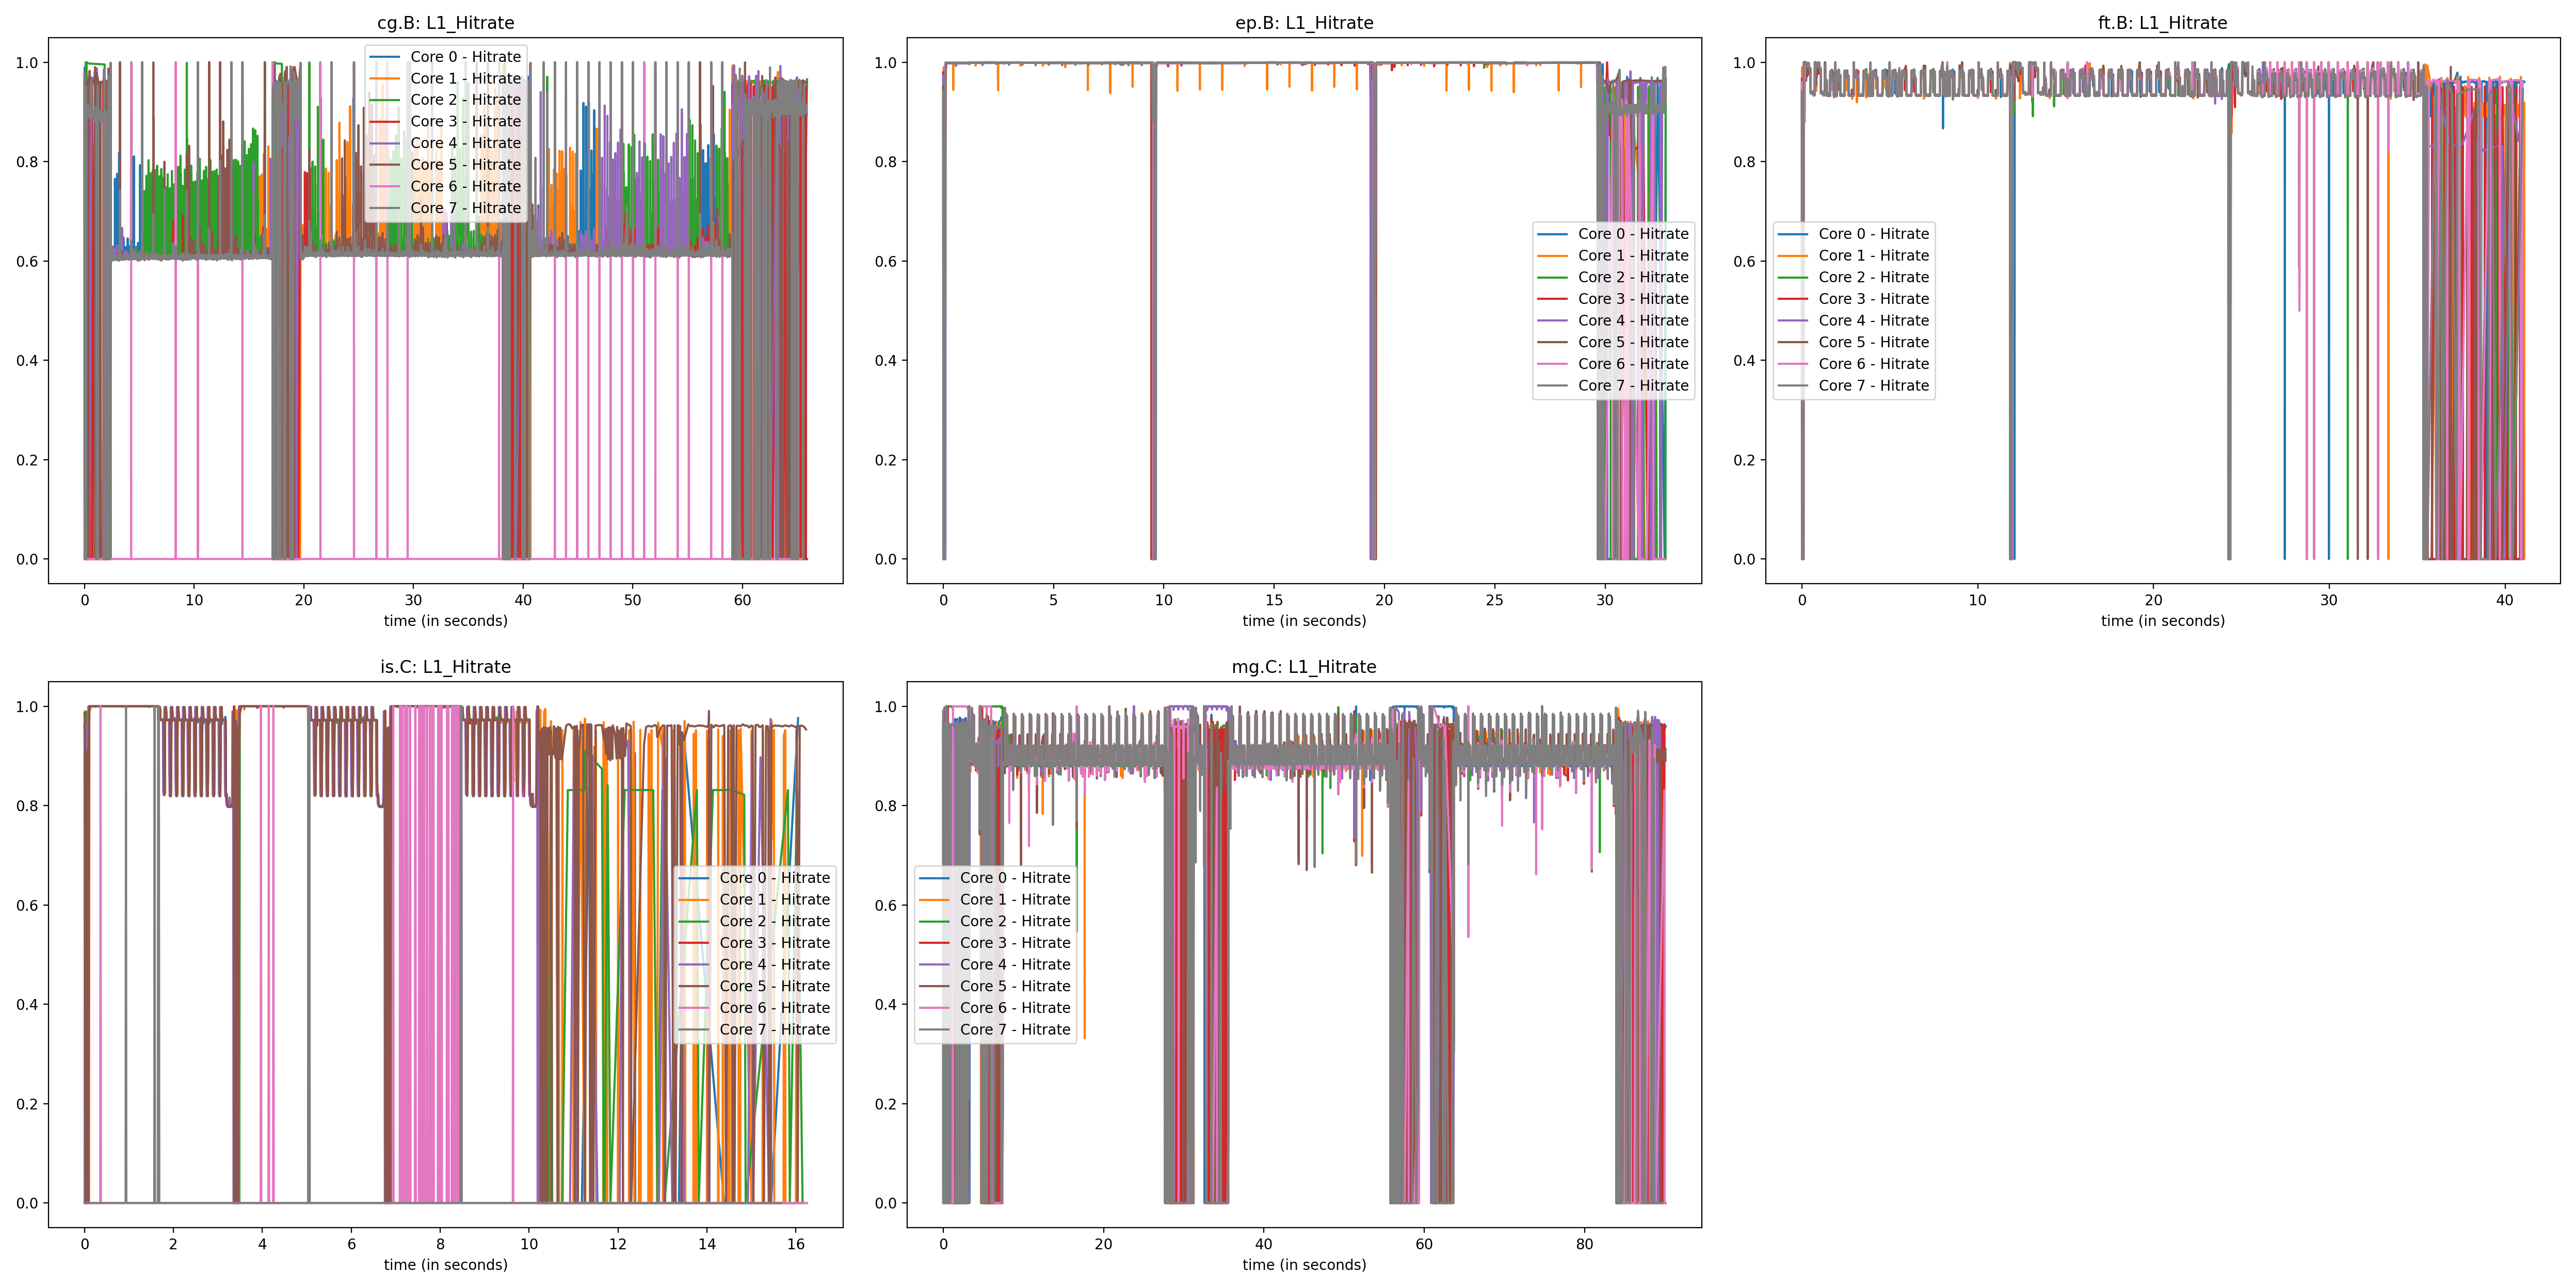 cg.B: L1_Hitrate
1.0
0.8
0.6
0.4
0.2
0.0
Core 0 - Hitrate
Core 1 - Hitrate
Core 2 - Hitrate
Core 3 - Hitrate
Core 4 - Hitrate
Core 5 - Hitrate
Core 6 - Hitrate
Core 7 - Hitrate
0 10 20 30 40 50 60
time (in seconds)
ep.B: L1_Hitrate
1.0
0.8
0.6
0.4
0.2
0.0
Core 0 - Hitrate
Core 1 - Hitrate
Core 2 - Hitrate
Core 3 - Hitrate
Core 4 - Hitrate
Core 5 - Hitrate
Core 6 - Hitrate
Core 7 - Hitrate
0 5 10 15 20 25 30
time (in seconds)
ft.B: L1_Hitrate
1.0
0.8
0.6
0.4
0.2
0.0
Core 0 - Hitrate
Core 1 - Hitrate
Core 2 - Hitrate
Core 3 - Hitrate
Core 4 - Hitrate
Core 5 - Hitrate
Core 6 - Hitrate
Core 7 - Hitrate
0 10 20 30 40
time (in seconds)
is.C: L1_Hitrate
1.0
0.8
0.6
0.4
0.2
0.0
Core 0 - Hitrate
Core 1 - Hitrate
Core 2 - Hitrate
Core 3 - Hitrate
Core 4 - Hitrate
Core 5 - Hitrate
Core 6 - Hitrate
Core 7 - Hitrate
0 2 4 6 8 10 12 14 16
time (in seconds)
mg.C: L1_Hitrate
1.0
0.8
0.6
0.4
0.2
0.0
Core 0 - Hitrate
Core 1 - Hitrate
Core 2 - Hitrate
Core 3 - Hitrate
Core 4 - Hitrate
Core 5 - Hitrate
Core 6 - Hitrate
Core 7 - Hitrate
0 20 40 60 80
time (in seconds)